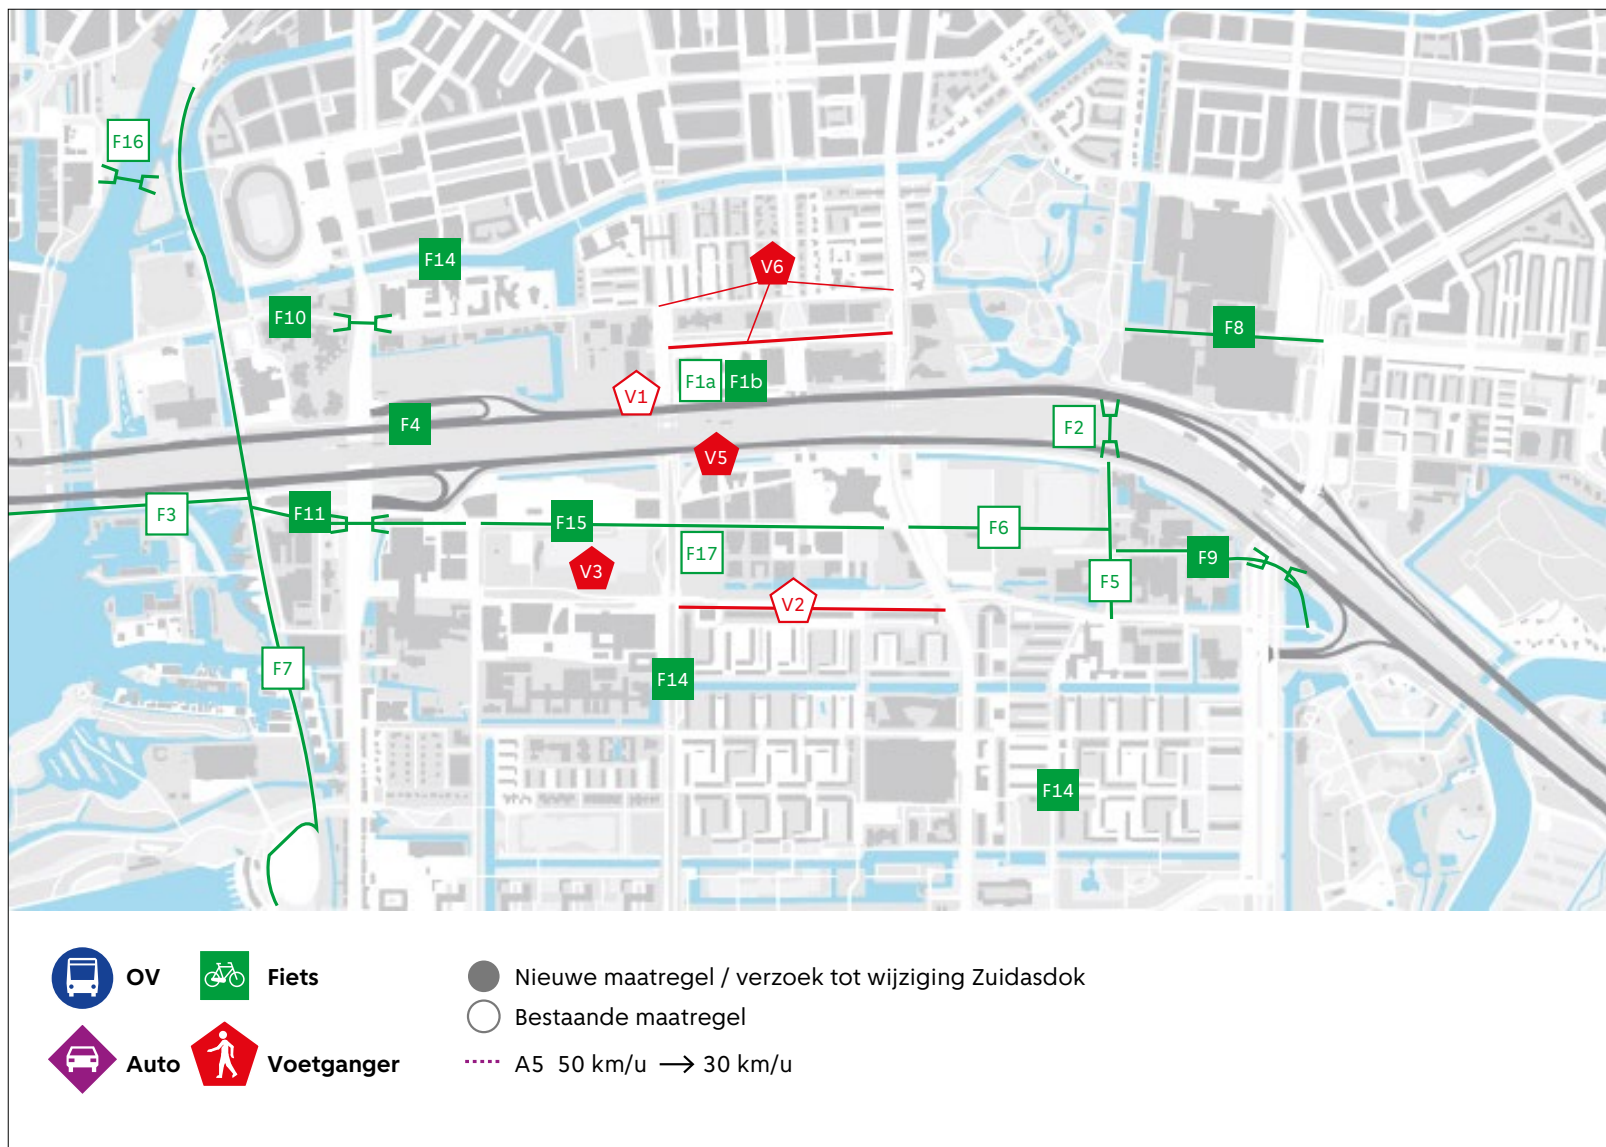 F16
F14
V6
F10
F8
F1a F1b
V1
F4
F2
V5
F3
F11
F15
F6
F17
F9
V3
F5
V2
F7
F14
F14
OV
Fiets
Nieuwe maatregel / verzoek tot wijziging Zuidasdok
Bestaande maatregel
Auto
Voetganger
A5 50 km/u → 30 km/u